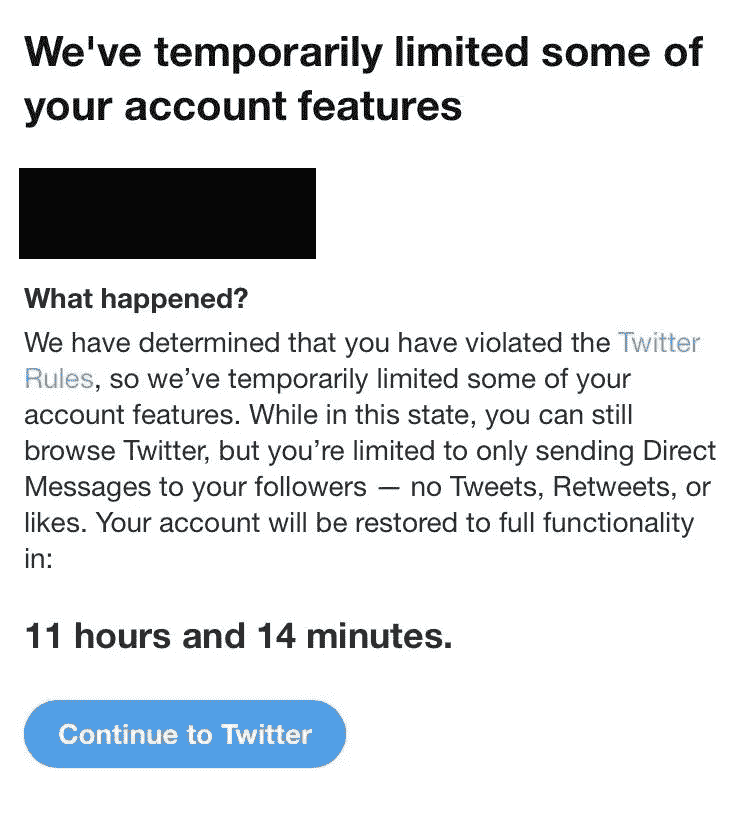 We've temporarily limited some of
your account features
What happened?
We have determined that you have violated the Twitter
Rules, so we’ve temporarily limited some of your
account features. While in this state, you can still
browse Twitter, but you’re limited to only sending Direct
Messages to your followers — no Tweets, Retweets, or
likes. Your account will be restored to full functionality
in:
11 hours and 14 minutes.
Continue to Twitter